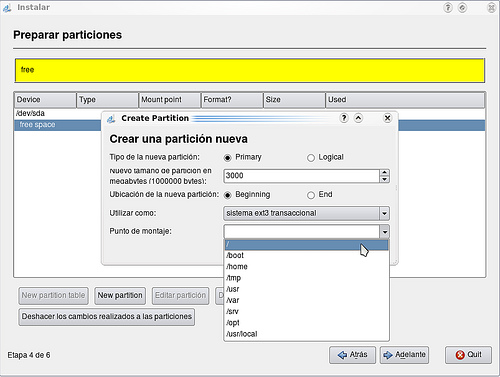 Instalar
Preparar particiones
free
Device Type Mount point Format? Size Used
/dev/sda
free space
Create Partition
Crear una partición nueva
Tipo de la nueva partición: Primary Logical
Nuevo tamaño de partición en
megabytes (1000000 bytes): 3000
Ubicación de la nueva partición: Beginning End
Utilizar como: sistema ext3 transaccional
Punto de montaje:
/
/boot
/home
/tmp
/usr
/var
/srv
/opt
/usr/local
New partition table New partition Editar partición D
Deshacer los cambios realizados a las particiones
Etapa 4 de 6 Atrás Adelante Quit